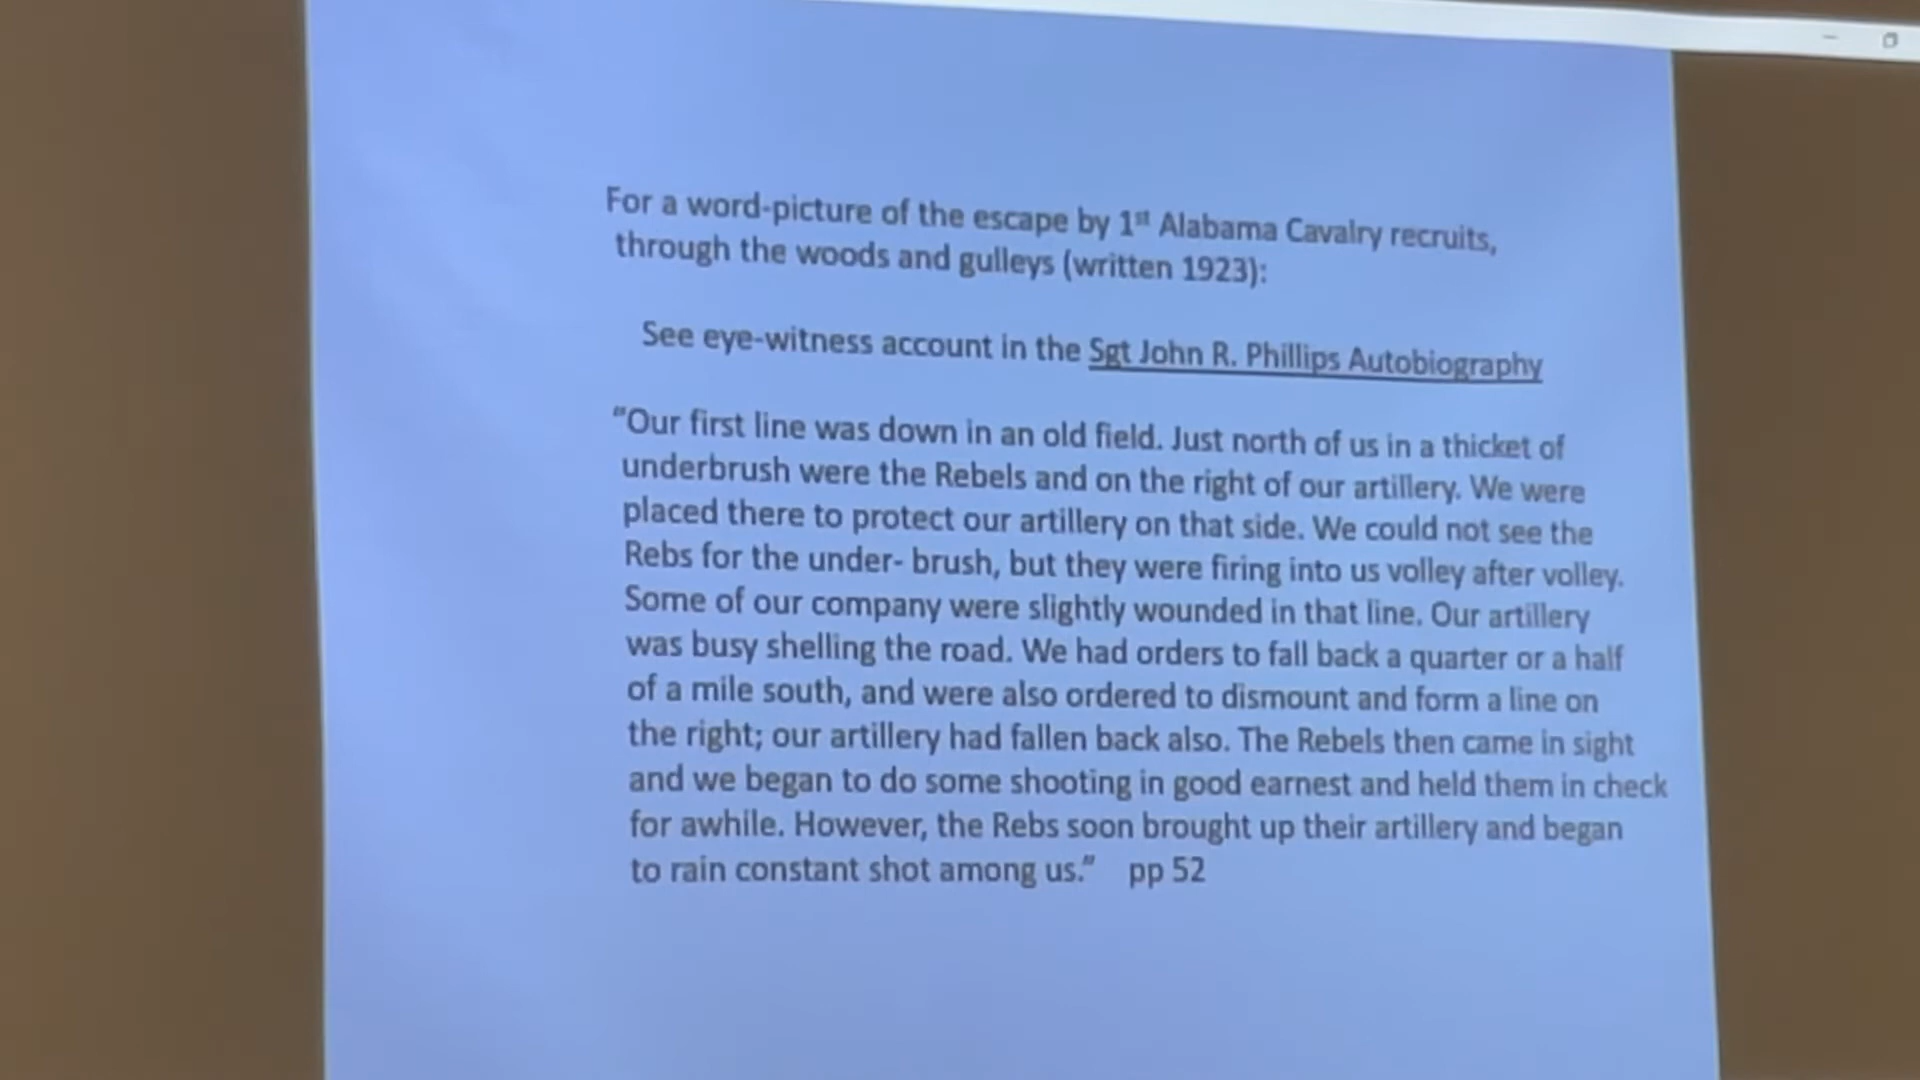 For a word-picture of the escape by 1st Alabama Cavalry recruits,
through the woods and gulleys (written 1923):
See eye-witness account in the Sgt John R. Phillips Autobiography
“Our first line was down in an old field. Just north of us in a thicket of
underbrush were the Rebels and on the right of our artillery. We were
placed there to protect our artillery on that side. We could not see the
Rebs for the under- brush, but they were firing into us volley after volley.
Some of our company were slightly wounded in that line. Our artillery
was busy shelling the road. We had orders to fall back a quarter or a half
of a mile south, and were also ordered to dismount and form a line on
the right; our artillery had fallen back also. The Rebels then came in sight
and we began to do some shooting in good earnest and held them in check
for awhile. However, the Rebs soon brought up their artillery and began
to rain constant shot among us.” pp 52